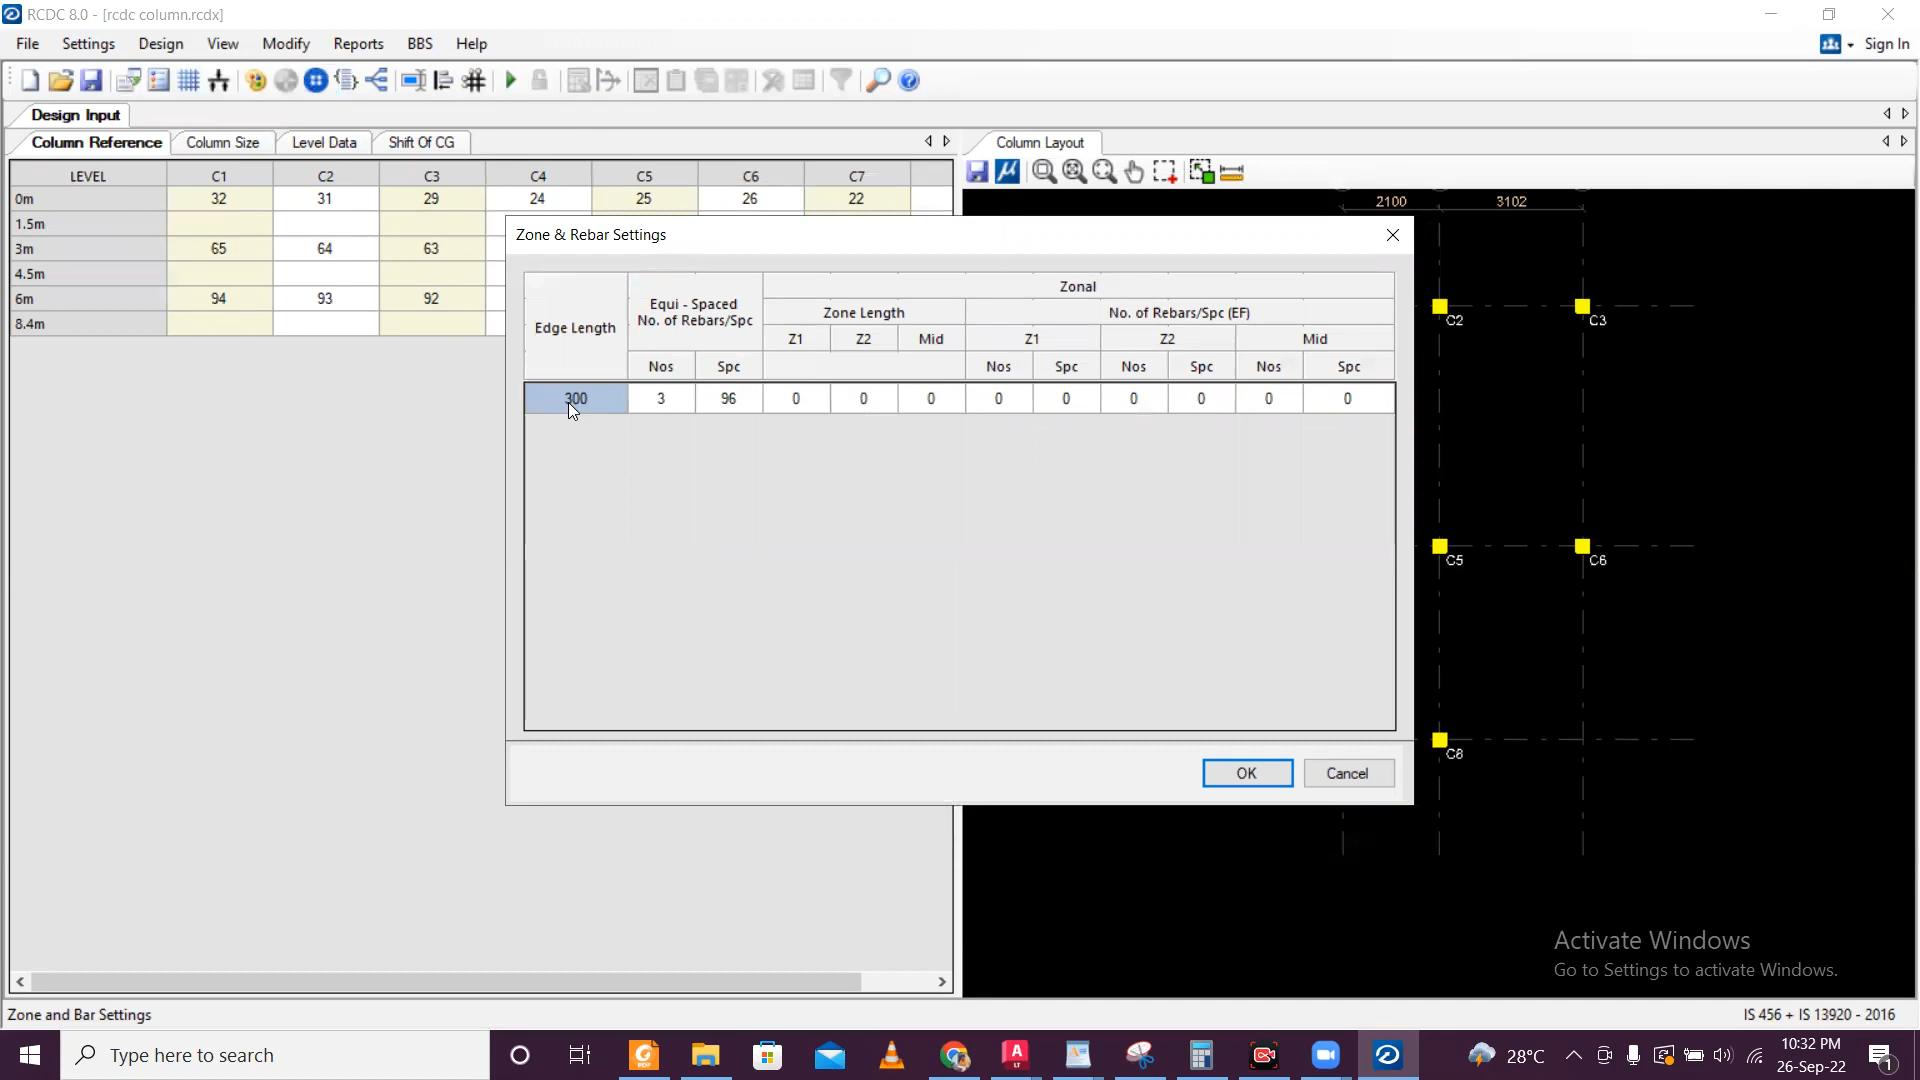 RCDC 8.0 - [rcdc column.rcdx]
File Settings Design View Modify Reports BBS Help
Sign In
Design Input
Column Reference Column Size Level Data Shift Of CG
Column Layout
LEVEL C1 C2 C3 C4 C5 C6 C7
0m 32 31 29 24 25 26 22
1.5m
3m 65 64 63
4.5m
6m 94 93 92
8.4m
2100 3102
Zone & Rebar Settings
Edge Length
Equi - Spaced
No. of Rebars/Spc
Zonal
Zone Length No. of Rebars/Spc (EF)
Z1 Z2 Mid Z1 Z2 Mid
Nos Spc Nos Spc Nos Spc Nos Spc
300 3 96 0 0 0 0 0 0 0 0 0
OK Cancel
C2 C3
C5 C6
C8
Activate Windows
Go to Settings to activate Windows.
Zone and Bar Settings
IS 456 + IS 13920 - 2016
Type here to search
PDF
LT
28°C
10:32 PM
26-Sep-22
1